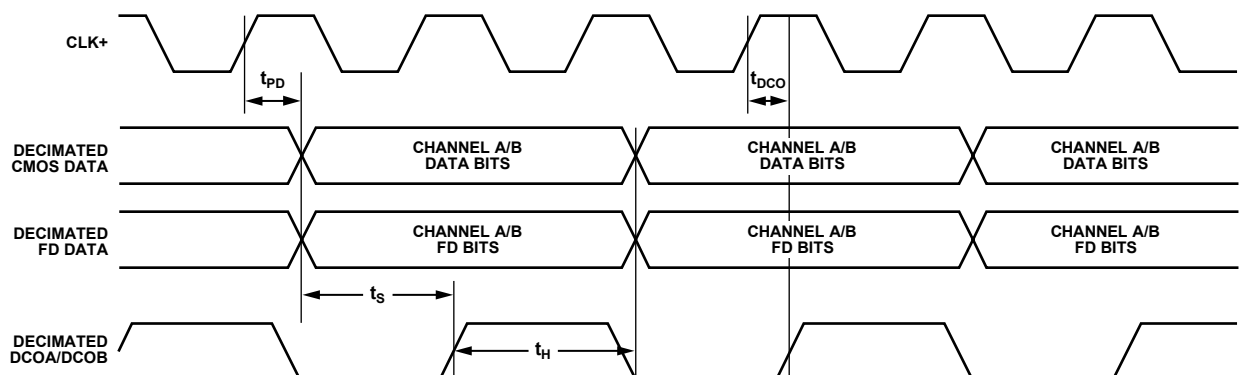 CLK+
tPD
tDCO
DECIMATED
CMOS DATA
CHANNEL A/B
DATA BITS
CHANNEL A/B
DATA BITS
CHANNEL A/B
DATA BITS
DECIMATED
FD DATA
CHANNEL A/B
FD BITS
CHANNEL A/B
FD BITS
CHANNEL A/B
FD BITS
tS
DECIMATED
DCOA/DCOB
tH